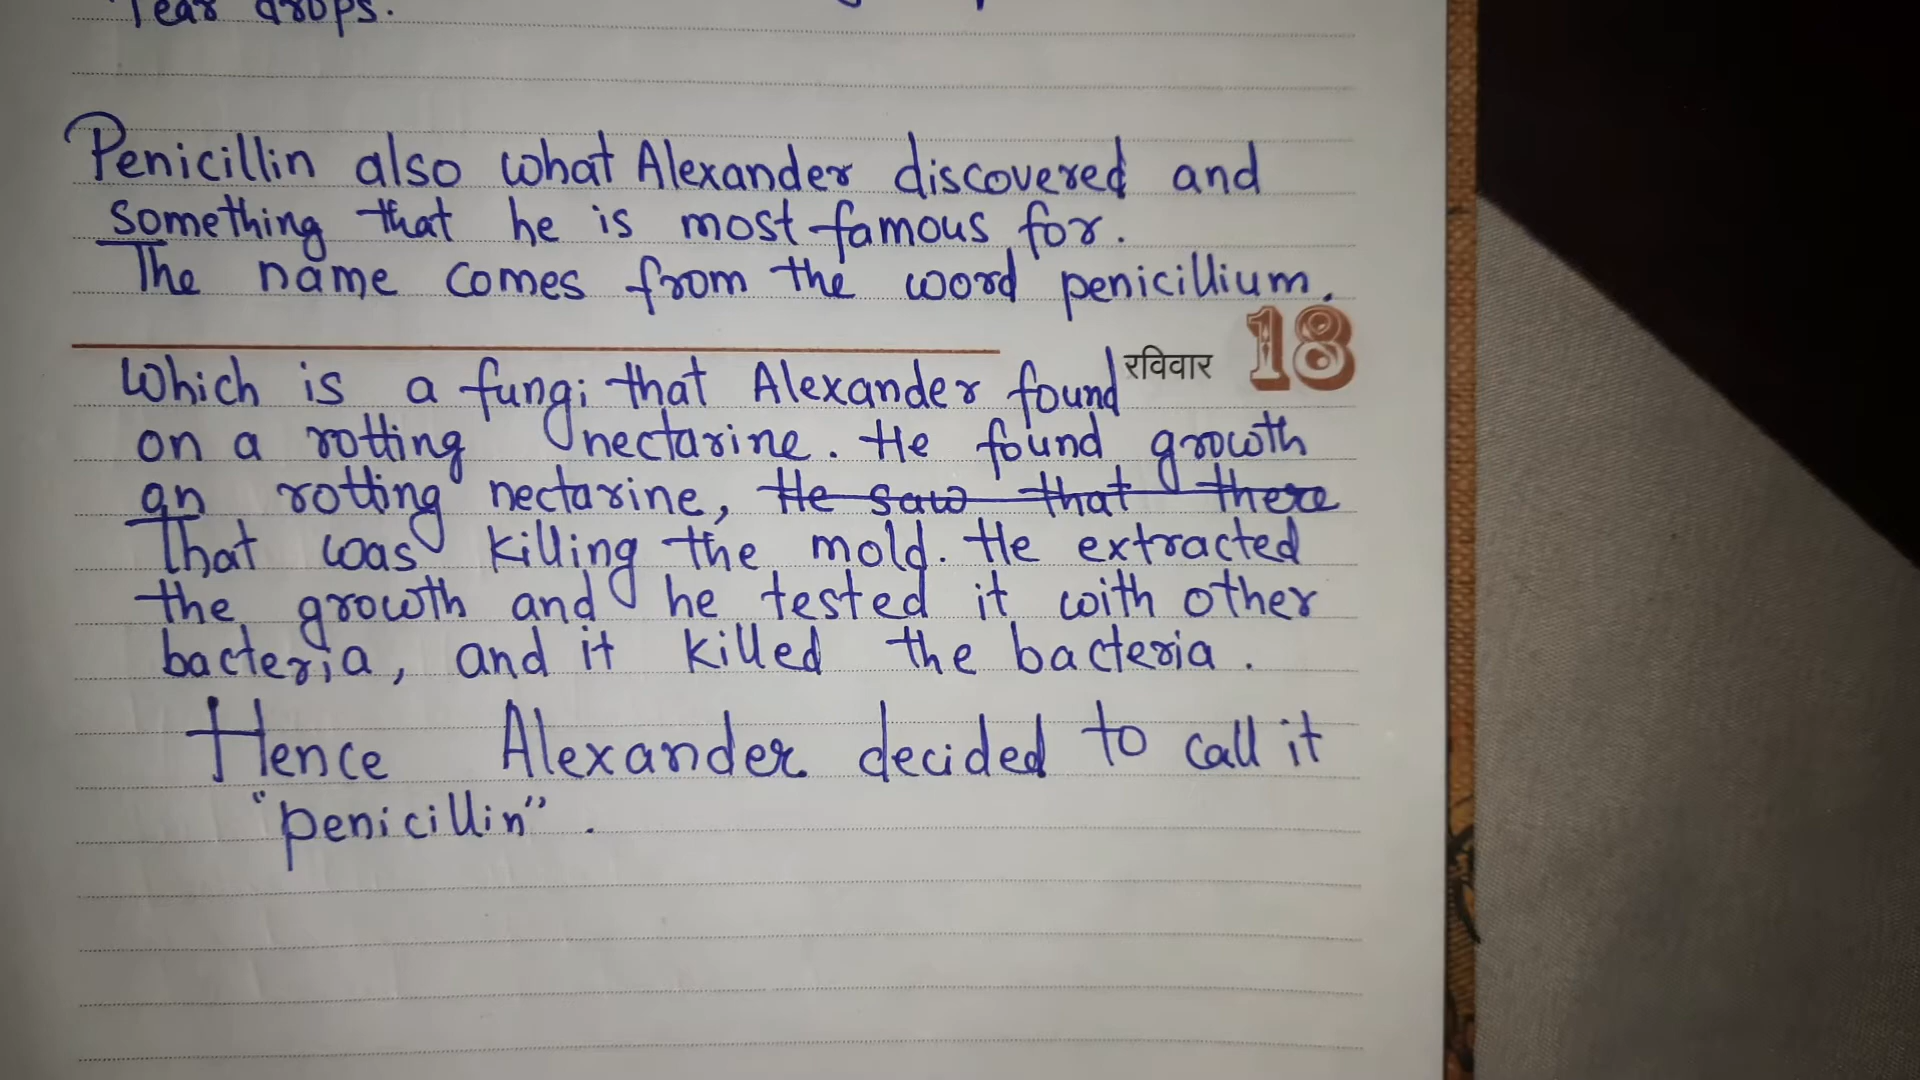 Tear drops.
Penicillin also what Alexander discovered and
something that he is most famous for.
The name comes from the word penicillium.
रविवार 18
Which is a fungi that Alexander found
on a rotting nectarine. He found growth
an rotting nectarine, He saw that there
That was killing the mold. He extracted
the growth and he tested it with other
bacteria, and it killed the bacteria.
Hence Alexander decided to call it
"penicillin".